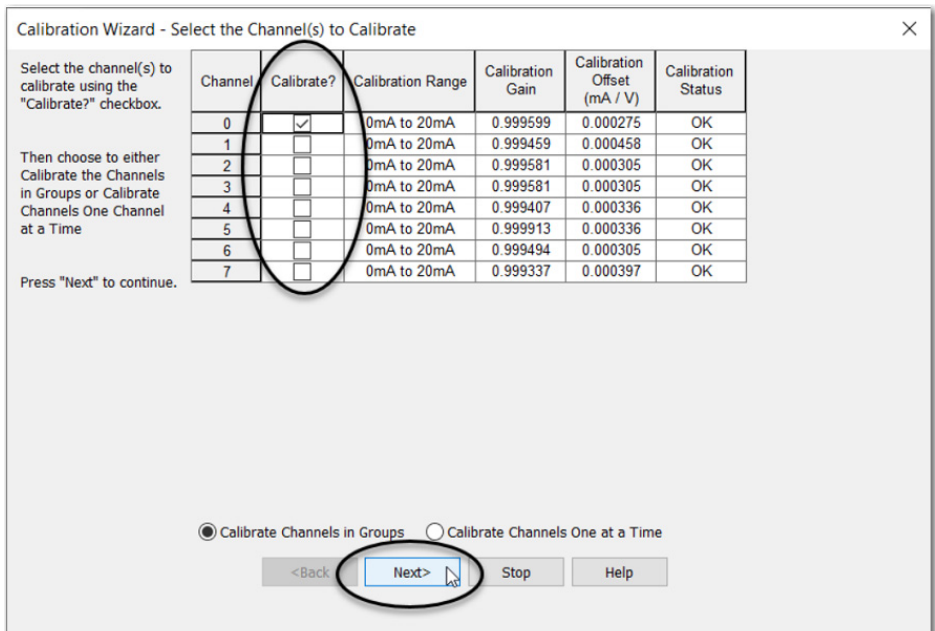 Calibration Wizard - Select the Channel(s) to Calibrate
Select the channel(s) to
calibrate using the
"Calibrate?" checkbox.
Then choose to either
Calibrate the Channels
in Groups or Calibrate
Channels One Channel
at a Time
Press "Next" to continue.
Channel Calibrate? Calibration Range Calibration Gain Calibration Offset (mA / V) Calibration Status
0 0mA to 20mA 0.999599 0.000275 OK
1 0mA to 20mA 0.999459 0.000458 OK
2 0mA to 20mA 0.999581 0.000305 OK
3 0mA to 20mA 0.999581 0.000305 OK
4 0mA to 20mA 0.999407 0.000336 OK
5 0mA to 20mA 0.999913 0.000336 OK
6 0mA to 20mA 0.999494 0.000305 OK
7 0mA to 20mA 0.999337 0.000397 OK
Calibrate Channels in Groups Calibrate Channels One at a Time
<Back Next> Stop Help